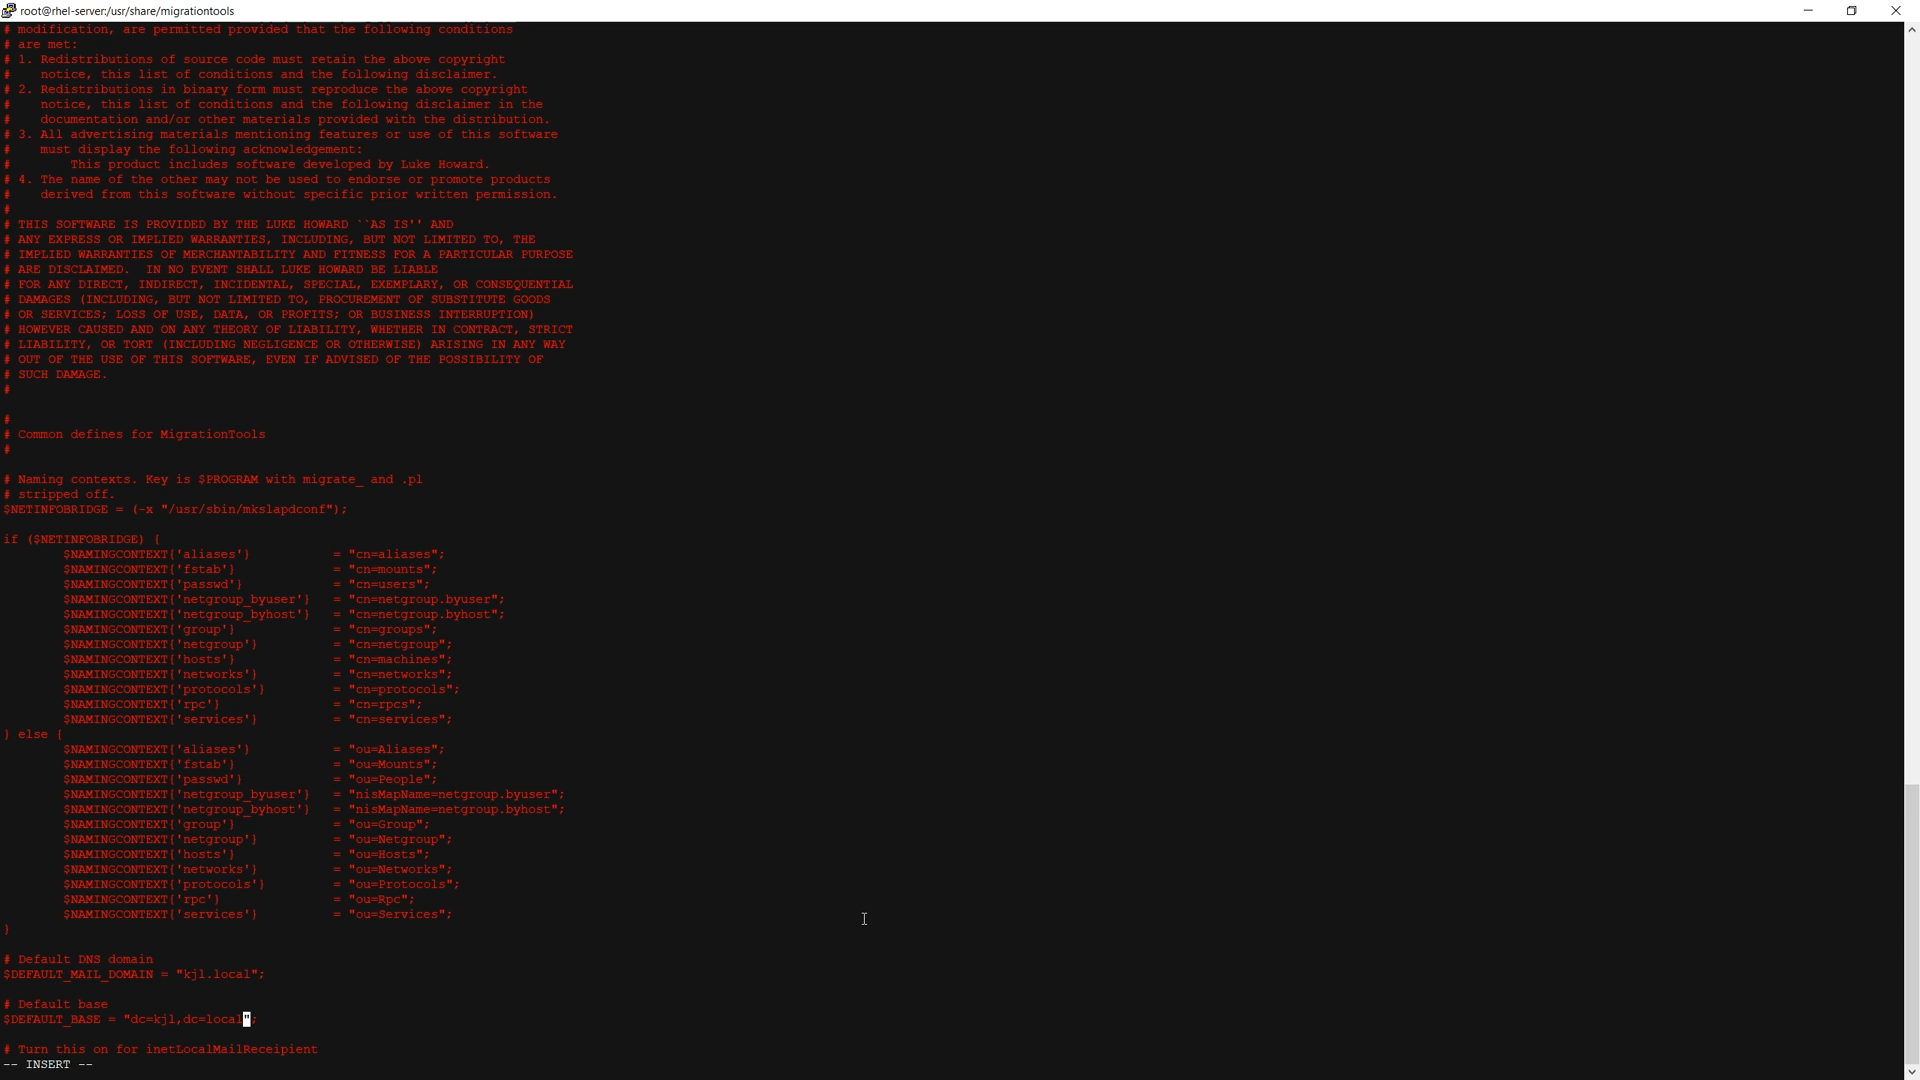 root@rhel-server:/usr/share/migrationtools
# modification, are permitted provided that the following conditions
# are met:
# 1. Redistributions of source code must retain the above copyright
#    notice, this list of conditions and the following disclaimer.
# 2. Redistributions in binary form must reproduce the above copyright
#    notice, this list of conditions and the following disclaimer in the
#    documentation and/or other materials provided with the distribution.
# 3. All advertising materials mentioning features or use of this software
#    must display the following acknowledgement:
#        This product includes software developed by Luke Howard.
# 4. The name of the other may not be used to endorse or promote products
#    derived from this software without specific prior written permission.
#
# THIS SOFTWARE IS PROVIDED BY THE LUKE HOWARD ``AS IS'' AND
# ANY EXPRESS OR IMPLIED WARRANTIES, INCLUDING, BUT NOT LIMITED TO, THE
# IMPLIED WARRANTIES OF MERCHANTABILITY AND FITNESS FOR A PARTICULAR PURPOSE
# ARE DISCLAIMED.  IN NO EVENT SHALL LUKE HOWARD BE LIABLE
# FOR ANY DIRECT, INDIRECT, INCIDENTAL, SPECIAL, EXEMPLARY, OR CONSEQUENTIAL
# DAMAGES (INCLUDING, BUT NOT LIMITED TO, PROCUREMENT OF SUBSTITUTE GOODS
# OR SERVICES; LOSS OF USE, DATA, OR PROFITS; OR BUSINESS INTERRUPTION)
# HOWEVER CAUSED AND ON ANY THEORY OF LIABILITY, WHETHER IN CONTRACT, STRICT
# LIABILITY, OR TORT (INCLUDING NEGLIGENCE OR OTHERWISE) ARISING IN ANY WAY
# OUT OF THE USE OF THIS SOFTWARE, EVEN IF ADVISED OF THE POSSIBILITY OF
# SUCH DAMAGE.
#
#
# Common defines for MigrationTools
#
# Naming contexts. Key is $PROGRAM with migrate_ and .pl
# stripped off.
$NETINFOBRIDGE = (-x "/usr/sbin/mkslapdconf");
if ($NETINFOBRIDGE) {
        $NAMINGCONTEXT{'aliases'}           = "cn=aliases";
        $NAMINGCONTEXT{'fstab'}             = "cn=mounts";
        $NAMINGCONTEXT{'passwd'}            = "cn=users";
        $NAMINGCONTEXT{'netgroup_byuser'}   = "cn=netgroup.byuser";
        $NAMINGCONTEXT{'netgroup_byhost'}   = "cn=netgroup.byhost";
        $NAMINGCONTEXT{'group'}             = "cn=groups";
        $NAMINGCONTEXT{'netgroup'}          = "cn=netgroup";
        $NAMINGCONTEXT{'hosts'}             = "cn=machines";
        $NAMINGCONTEXT{'networks'}          = "cn=networks";
        $NAMINGCONTEXT{'protocols'}         = "cn=protocols";
        $NAMINGCONTEXT{'rpc'}               = "cn=rpcs";
        $NAMINGCONTEXT{'services'}          = "cn=services";
} else {
        $NAMINGCONTEXT{'aliases'}           = "ou=Aliases";
        $NAMINGCONTEXT{'fstab'}             = "ou=Mounts";
        $NAMINGCONTEXT{'passwd'}            = "ou=People";
        $NAMINGCONTEXT{'netgroup_byuser'}   = "nisMapName=netgroup.byuser";
        $NAMINGCONTEXT{'netgroup_byhost'}   = "nisMapName=netgroup.byhost";
        $NAMINGCONTEXT{'group'}             = "ou=Group";
        $NAMINGCONTEXT{'netgroup'}          = "ou=Netgroup";
        $NAMINGCONTEXT{'hosts'}             = "ou=Hosts";
        $NAMINGCONTEXT{'networks'}          = "ou=Networks";
        $NAMINGCONTEXT{'protocols'}         = "ou=Protocols";
        $NAMINGCONTEXT{'rpc'}               = "ou=Rpc";
        $NAMINGCONTEXT{'services'}          = "ou=Services";
}
# Default DNS domain
$DEFAULT_MAIL_DOMAIN = "kjl.local";
# Default base
$DEFAULT_BASE = "dc=kjl,dc=local";
# Turn this on for inetLocalMailReceipient
-- INSERT --